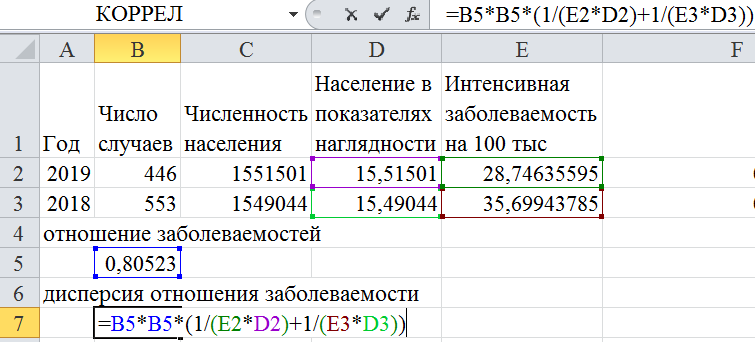 КОРРЕЛ =B5*B5*(1/(E2*D2)+1/(E3*D3))
A B C D E F
1 Год Число случаев Численность населения Население в показателях наглядности Интенсивная заболеваемость на 100 тыс
2 2019 446 1551501 15,51501 28,74635595
3 2018 553 1549044 15,49044 35,69943785
4 отношение заболеваемостей
5 0,80523
6 дисперсия отношения заболеваемости
7 =B5*B5*(1/(E2*D2)+1/(E3*D3))